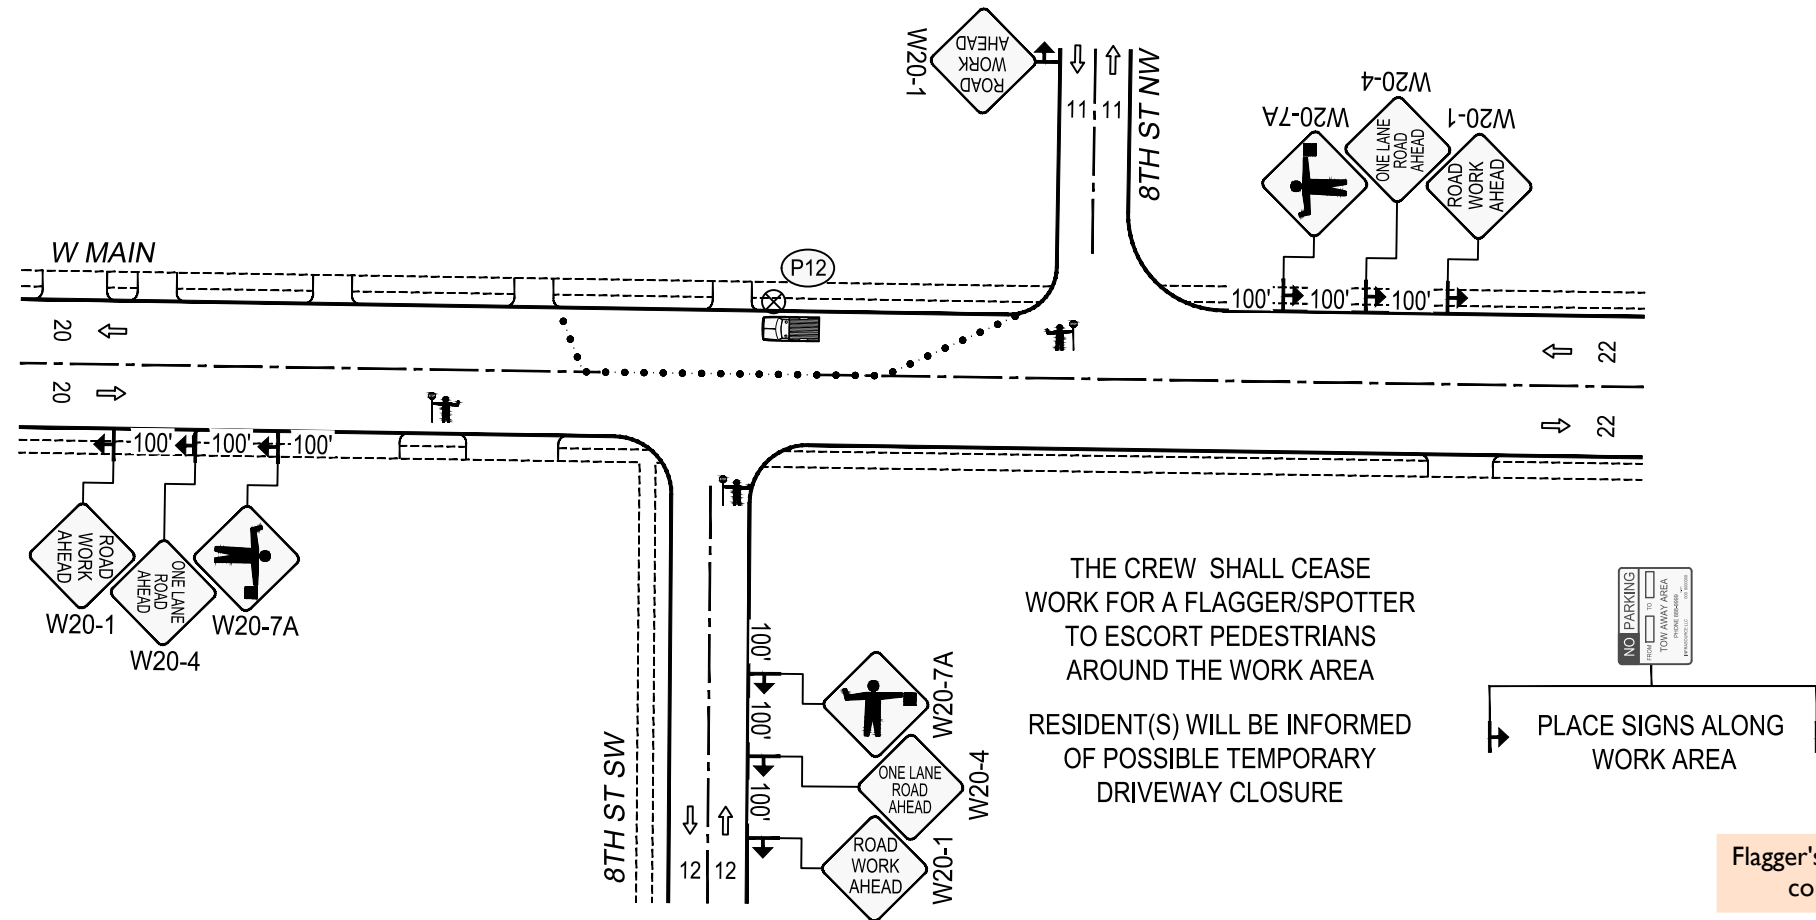 W20-1
ROAD
WORK
AHEAD
11
11
8TH ST NW
W20-7A
W20-4
ONE LANE
ROAD
AHEAD
W20-1
ROAD
WORK
AHEAD
W MAIN
P12
100'
100'
100'
20
20
22
22
100'
100'
100'
ROAD
WORK
AHEAD
W20-1
ONE LANE
ROAD
AHEAD
W20-4
W20-7A
8TH ST SW
12
12
100'
100'
100'
W20-7A
ONE LANE
ROAD
AHEAD
W20-4
ROAD
WORK
AHEAD
W20-1
THE CREW SHALL CEASE
WORK FOR A FLAGGER/SPOTTER
TO ESCORT PEDESTRIANS
AROUND THE WORK AREA
RESIDENT(S) WILL BE INFORMED
OF POSSIBLE TEMPORARY
DRIVEWAY CLOSURE
NO PARKING
FROM TO
TOW AWAY AREA
PLACE SIGNS ALONG
WORK AREA
Flagger's
co